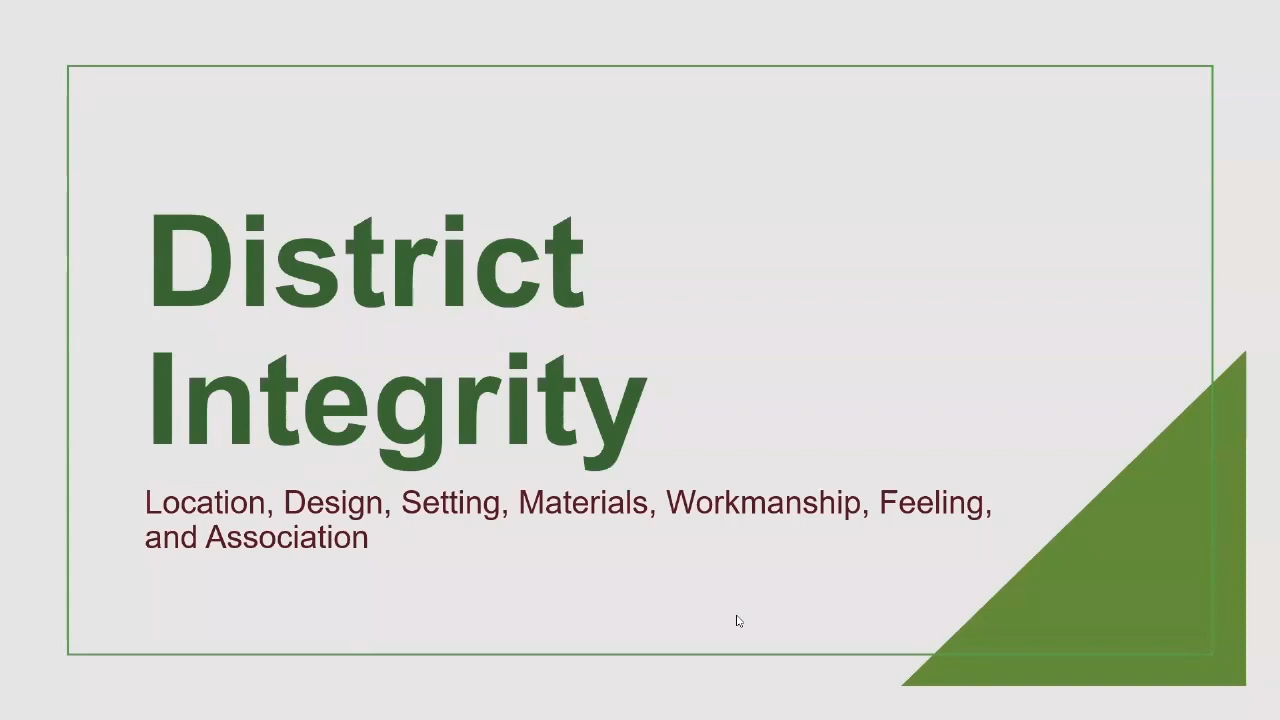 District
Integrity
Location, Design, Setting, Materials, Workmanship, Feeling,
and Association